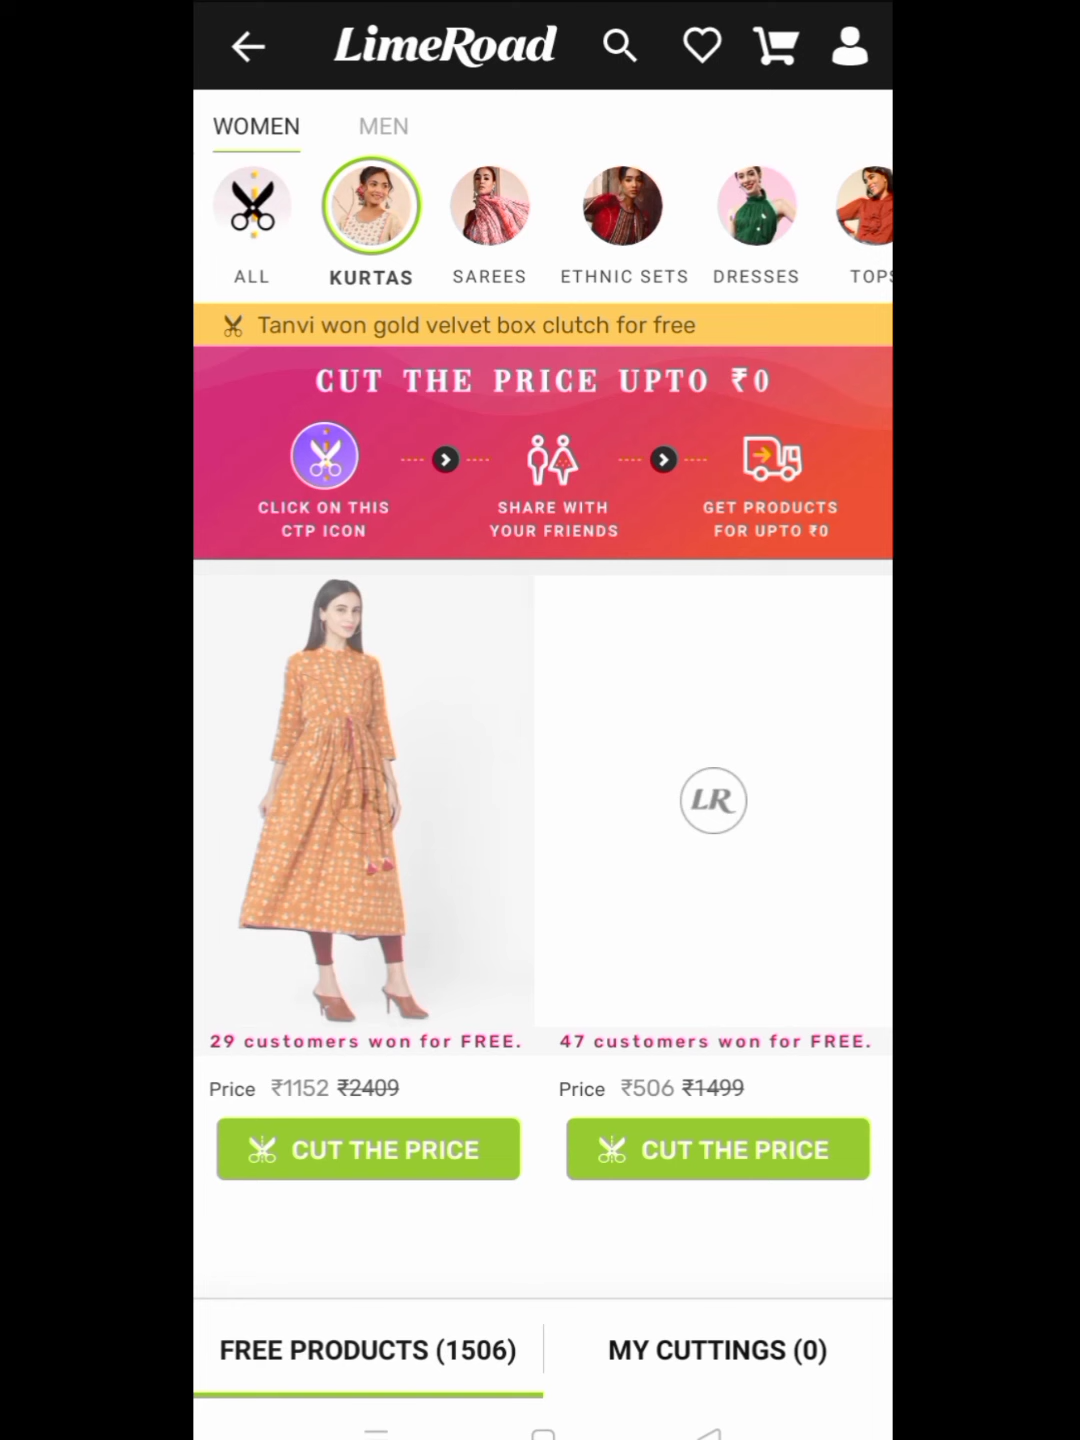 LimeRoad
WOMEN MEN
ALL KURTAS SAREES ETHNIC SETS DRESSES TOPS
Tanvi won gold velvet box clutch for free
CUT THE PRICE UPTO ₹0
CLICK ON THIS
CTP ICON
SHARE WITH
YOUR FRIENDS
GET PRODUCTS
FOR UPTO ₹0
LR
29 customers won for FREE.
47 customers won for FREE.
Price ₹1152 ₹2409
Price ₹506 ₹1499
CUT THE PRICE
CUT THE PRICE
FREE PRODUCTS (1506)
MY CUTTINGS (0)